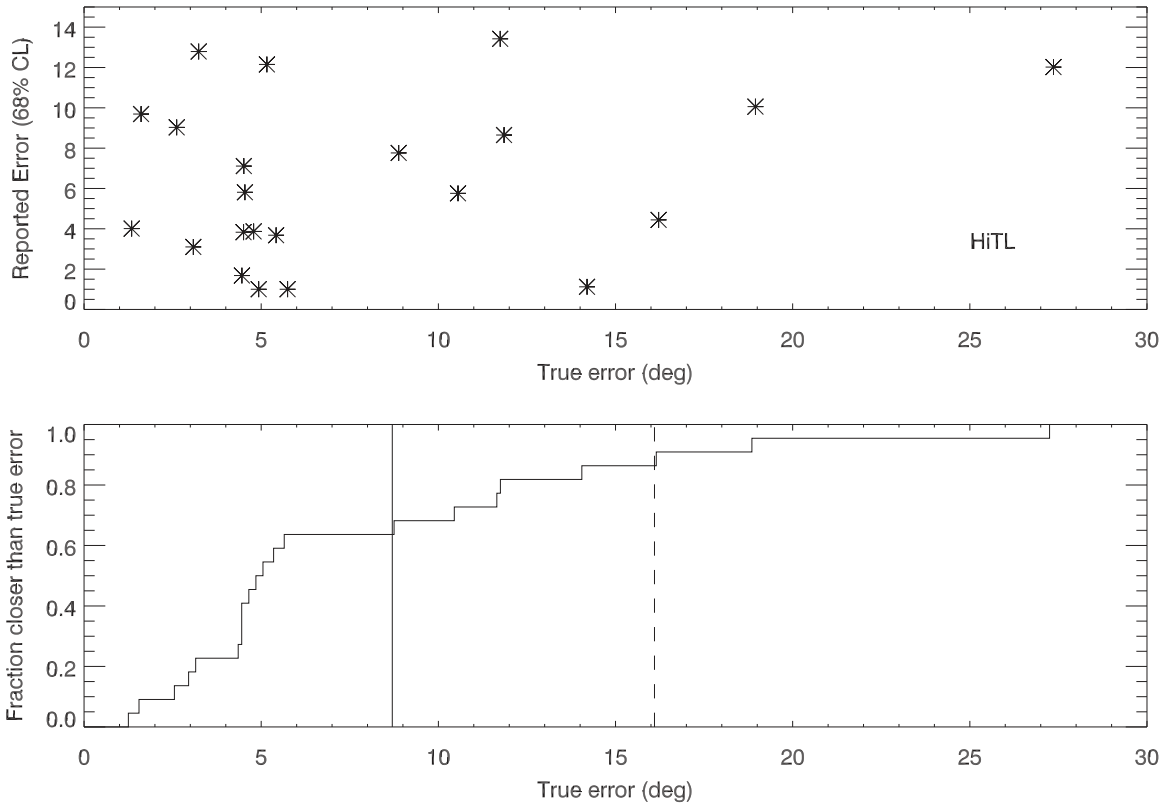 Reported Error (68% CL)
14
12
10
8
6
4
2
0
HiTL
0 5 10 15 20 25 30
True error (deg)
Fraction closer than true error
1.0
0.8
0.6
0.4
0.2
0.0
0 5 10 15 20 25 30
True error (deg)